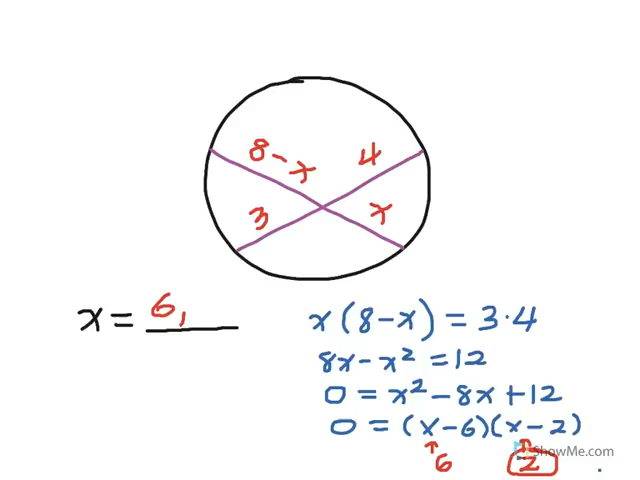 8-x 4
3 x
x = 6,
x(8-x) = 3·4
8x-x² = 12
0 = x²-8x+12
0 = (x-6)(x-2)
ShowMe.com
6 2